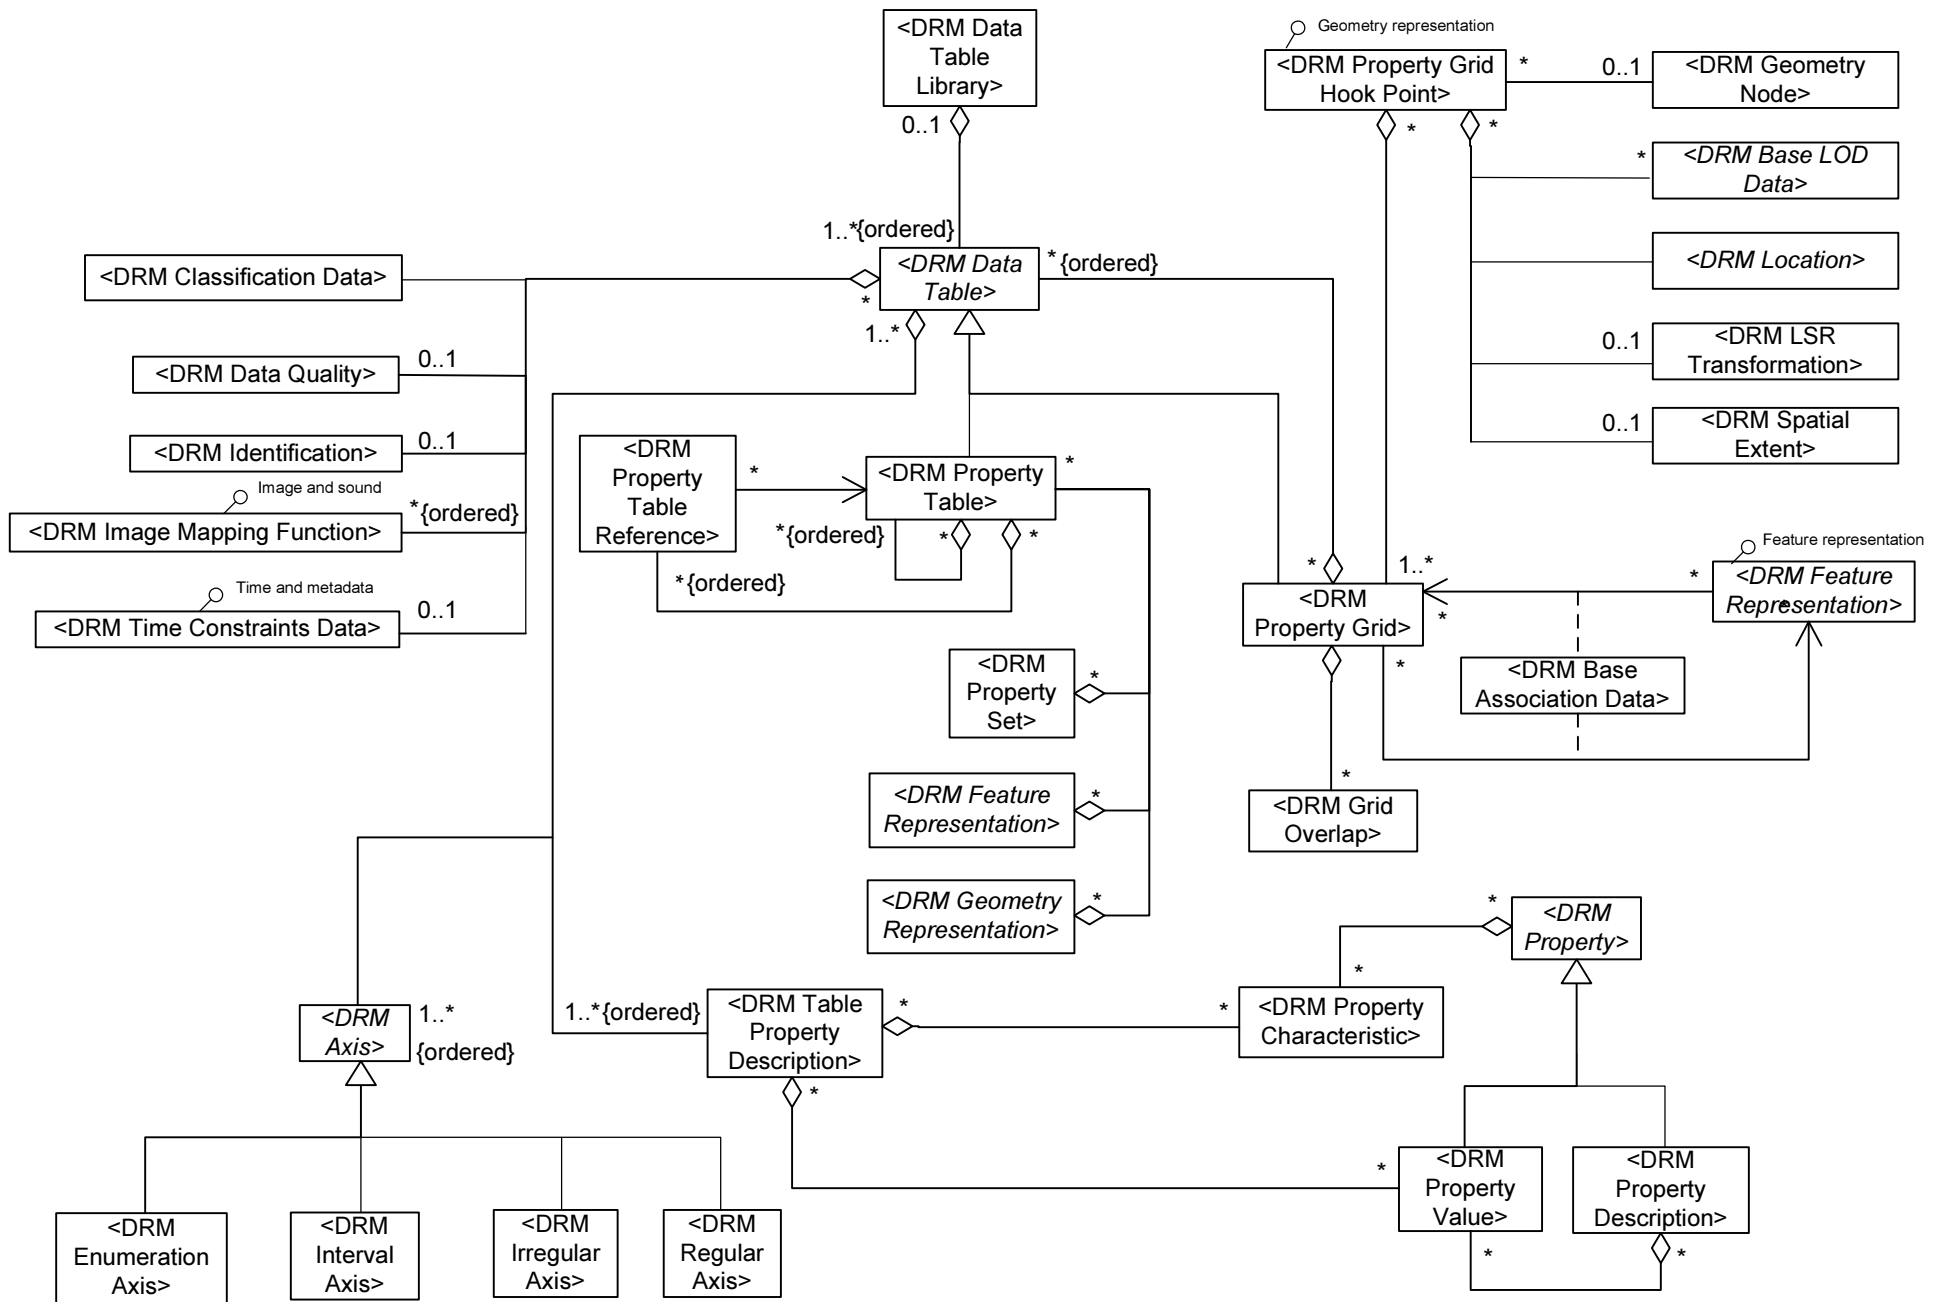 <DRM Data
Table
Library>
0..1
1..*{ordered}
Geometry representation
<DRM Property Grid
Hook Point>
*
0..1
<DRM Geometry
Node>
*
*
*
<DRM Base LOD
Data>
<DRM Location>
0..1
<DRM LSR
Transformation>
0..1
<DRM Spatial
Extent>
<DRM Classification Data>
<DRM Data
Table>
*
*{ordered}
1..*
0..1
<DRM Data Quality>
0..1
<DRM Identification>
Image and sound
*{ordered}
<DRM Image Mapping Function>
Time and metadata
0..1
<DRM Time Constraints Data>
<DRM
Property
Table
Reference>
*
*{ordered}
<DRM Property
Table>
*
*{ordered}
*
*
<DRM
Property
Set>
*
<DRM Feature
Representation>
*
<DRM Geometry
Representation>
*
*
1..*
<DRM
Property Grid>
*
*
Feature representation
*
<DRM Feature
Representation>
*
<DRM Base
Association Data>
*
<DRM Grid
Overlap>
*
<DRM
Property>
*
<DRM Property
Characteristic>
*
<DRM
Axis>
1..*
{ordered}
1..*{ordered}
<DRM Table
Property
Description>
*
*
<DRM
Enumeration
Axis>
<DRM
Interval
Axis>
<DRM
Irregular
Axis>
<DRM
Regular
Axis>
*
<DRM
Property
Value>
*
<DRM
Property
Description>
*